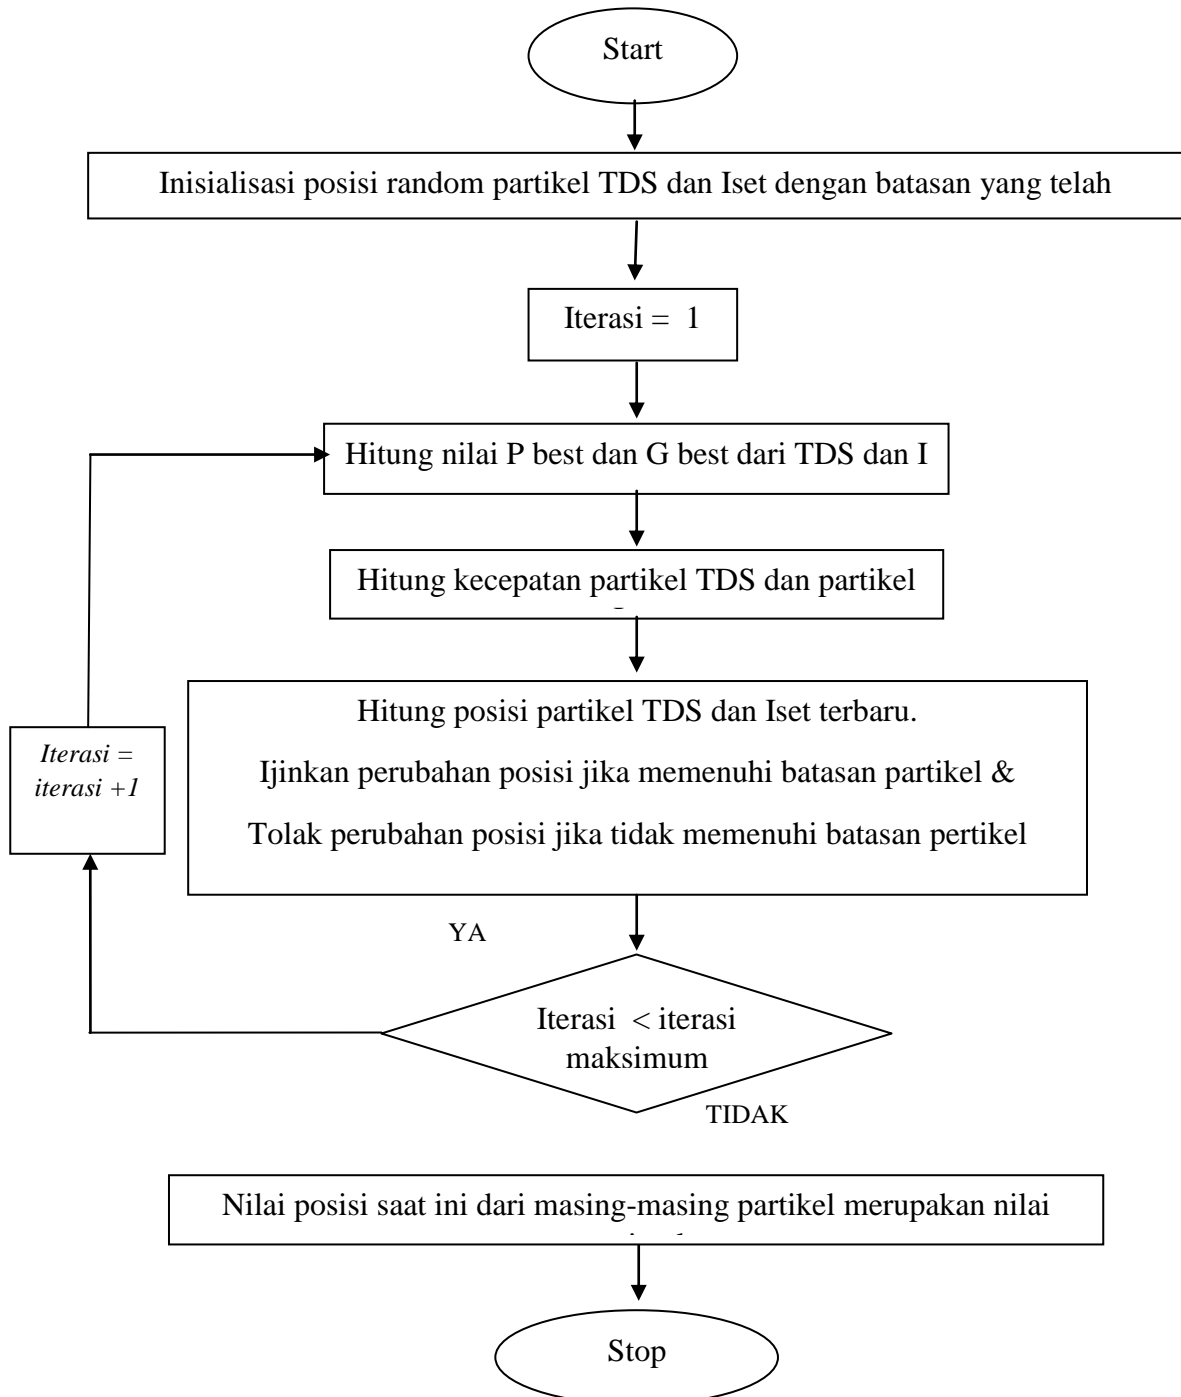 Start
Inisialisasi posisi random partikel TDS dan Iset dengan batasan yang telah
Iterasi = 1
Hitung nilai P best dan G best dari TDS dan I
Hitung kecepatan partikel TDS dan partikel
Hitung posisi partikel TDS dan Iset terbaru.
Ijinkan perubahan posisi jika memenuhi batasan partikel &
Tolak perubahan posisi jika tidak memenuhi batasan pertikel
Iterasi =
iterasi +1
YA
Iterasi < iterasi
maksimum
TIDAK
Nilai posisi saat ini dari masing-masing partikel merupakan nilai
Stop